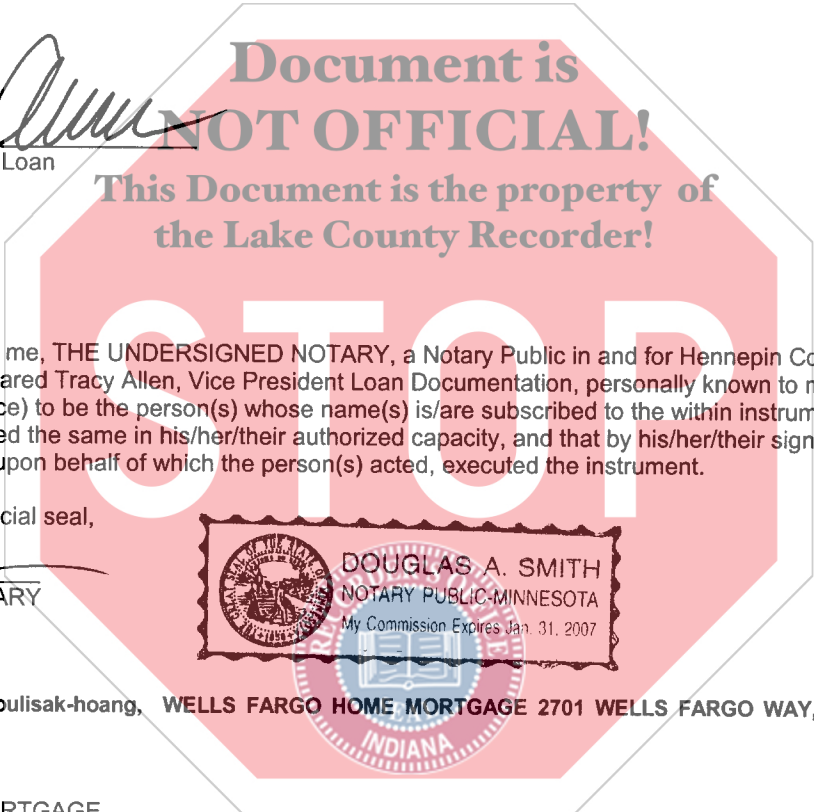 Document is
NOT OFFICIAL!
Loan
This Document is the property of
the Lake County Recorder!
STOP
me, THE UNDERSIGNED NOTARY, a Notary Public in and for Hennepin Co
ared Tracy Allen, Vice President Loan Documentation, personally known to
ce) to be the person(s) whose name(s) is/are subscribed to the within instrum
ed the same in his/her/their authorized capacity, and that by his/her/their sign
upon behalf of which the person(s) acted, executed the instrument.
cial seal,
DOUGLAS A. SMITH
NOTARY PUBLIC-MINNESOTA
My Commission Expires Jan. 31, 2007
ARY
oulisak-hoang, WELLS FARGO HOME MORTGAGE 2701 WELLS FARGO WAY,
SEAL
INDIANA
RTGAGE